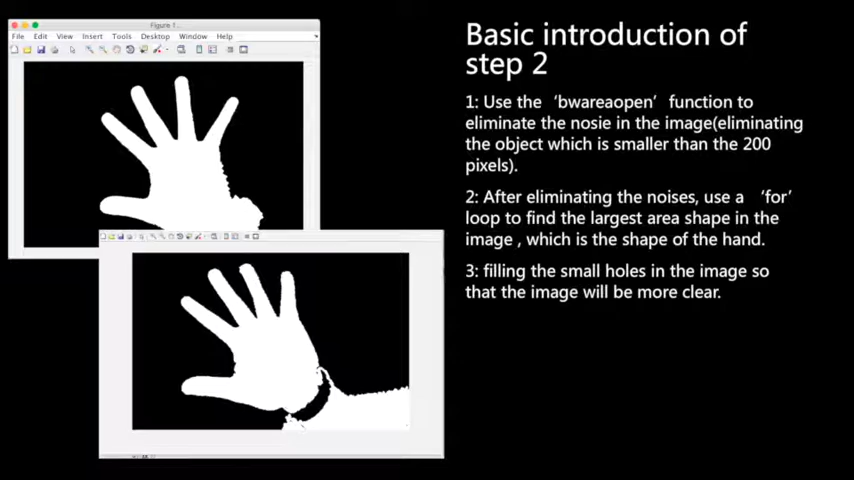 Figure 1...
File Edit View Insert Tools Desktop Window Help
Basic introduction of
step 2
1: Use the ‘bwareaopen’ function to
eliminate the nosie in the image(eliminating
the object which is smaller than the 200
pixels).
2: After eliminating the noises, use a ‘for’
loop to find the largest area shape in the
image , which is the shape of the hand.
3: filling the small holes in the image so
that the image will be more clear.